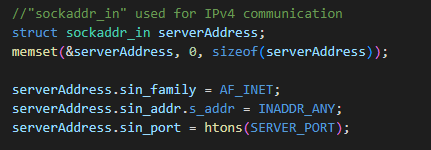 //"sockaddr_in" used for IPv4 communication
struct sockaddr_in serverAddress;
memset(&serverAddress, 0, sizeof(serverAddress));
serverAddress.sin_family = AF_INET;
serverAddress.sin_addr.s_addr = INADDR_ANY;
serverAddress.sin_port = htons(SERVER_PORT);